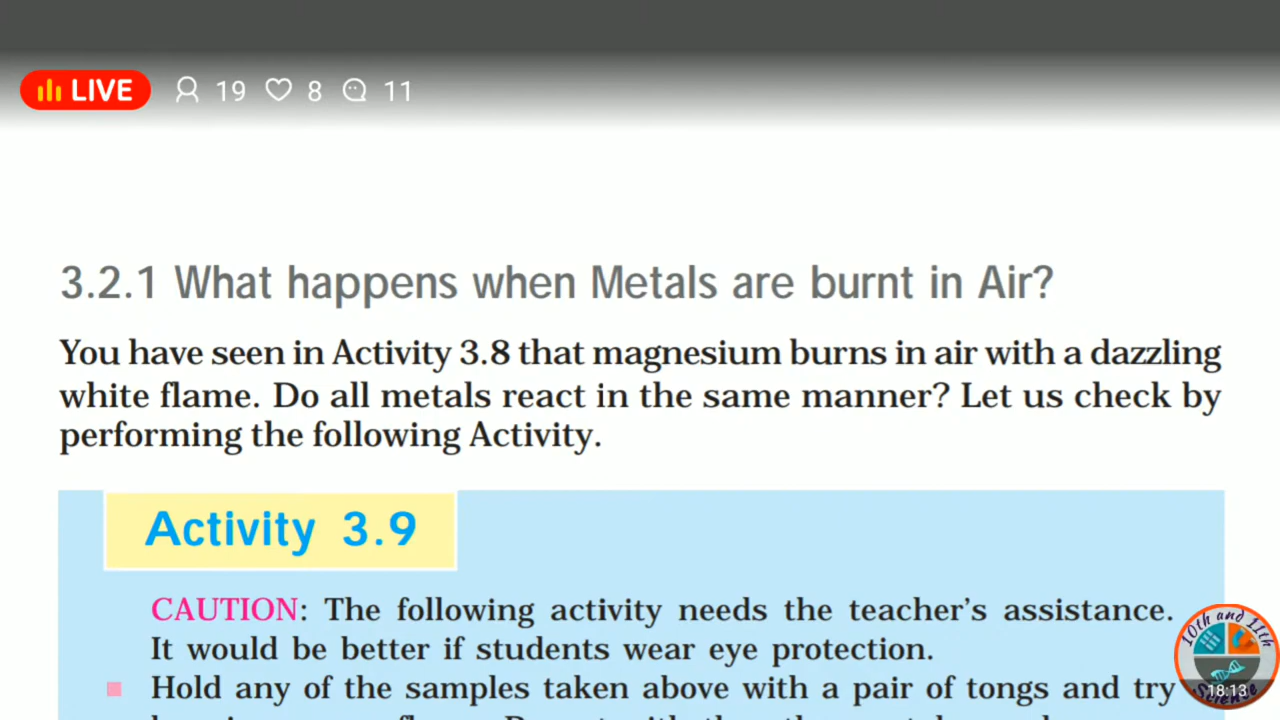 LIVE 19 8 11
3.2.1 What happens when Metals are burnt in Air?
You have seen in Activity 3.8 that magnesium burns in air with a dazzling
white flame. Do all metals react in the same manner? Let us check by
performing the following Activity.
Activity 3.9
CAUTION: The following activity needs the teacher's assistance.
It would be better if students wear eye protection.
Hold any of the samples taken above with a pair of tongs and try
10th and 11th
18:13
Science